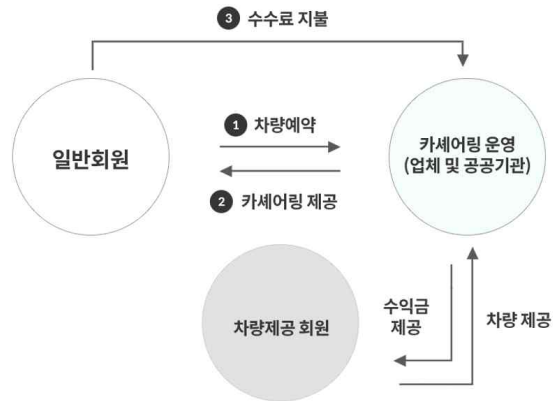 3 수수료 지불
1 차량예약
일반회원
카셰어링 운영
(업체 및 공공기관)
2 카셰어링 제공
차량제공 회원
수익금
제공
차량 제공